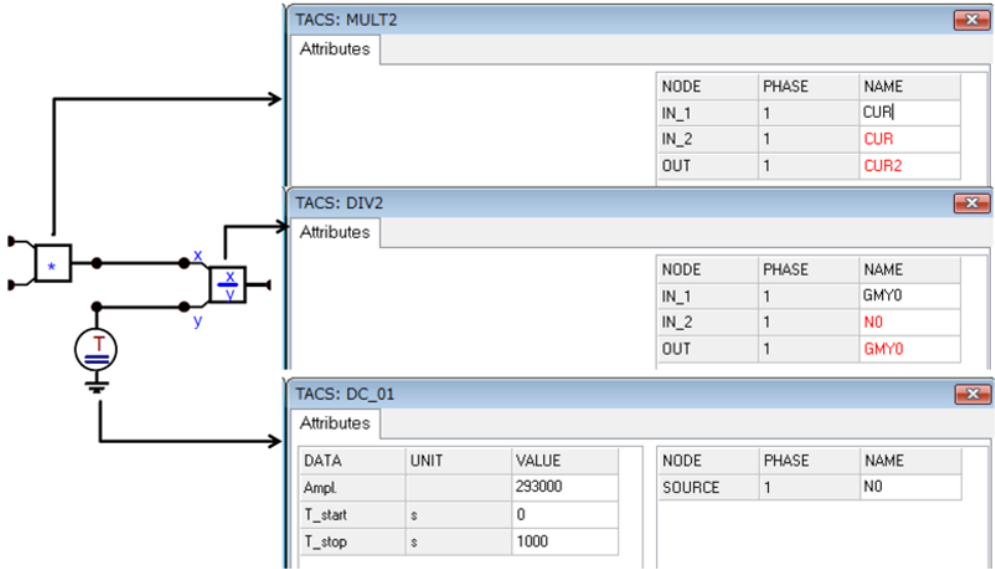 TACS: MULT2
Attributes
NODE PHASE NAME
IN_1 1 CUR
IN_2 1 CUR
OUT 1 CUR2
*
x
x
y
y
T
TACS: DIV2
Attributes
NODE PHASE NAME
IN_1 1 GMY0
IN_2 1 N0
OUT 1 GMY0
TACS: DC_01
Attributes
DATA UNIT VALUE
Ampl. 293000
T_start s 0
T_stop s 1000
NODE PHASE NAME
SOURCE 1 N0